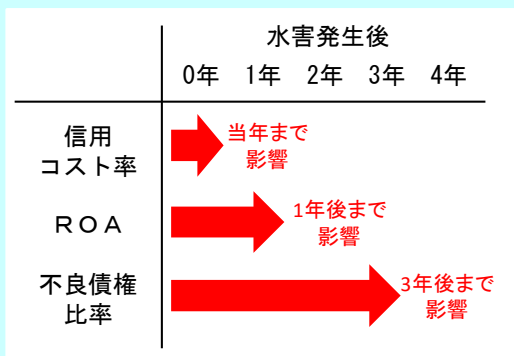 水害発生後
0年 1年 2年 3年 4年
信用
コスト率
当年まで
影響
ＲＯＡ
1年後まで
影響
不良債権
比率
3年後まで
影響